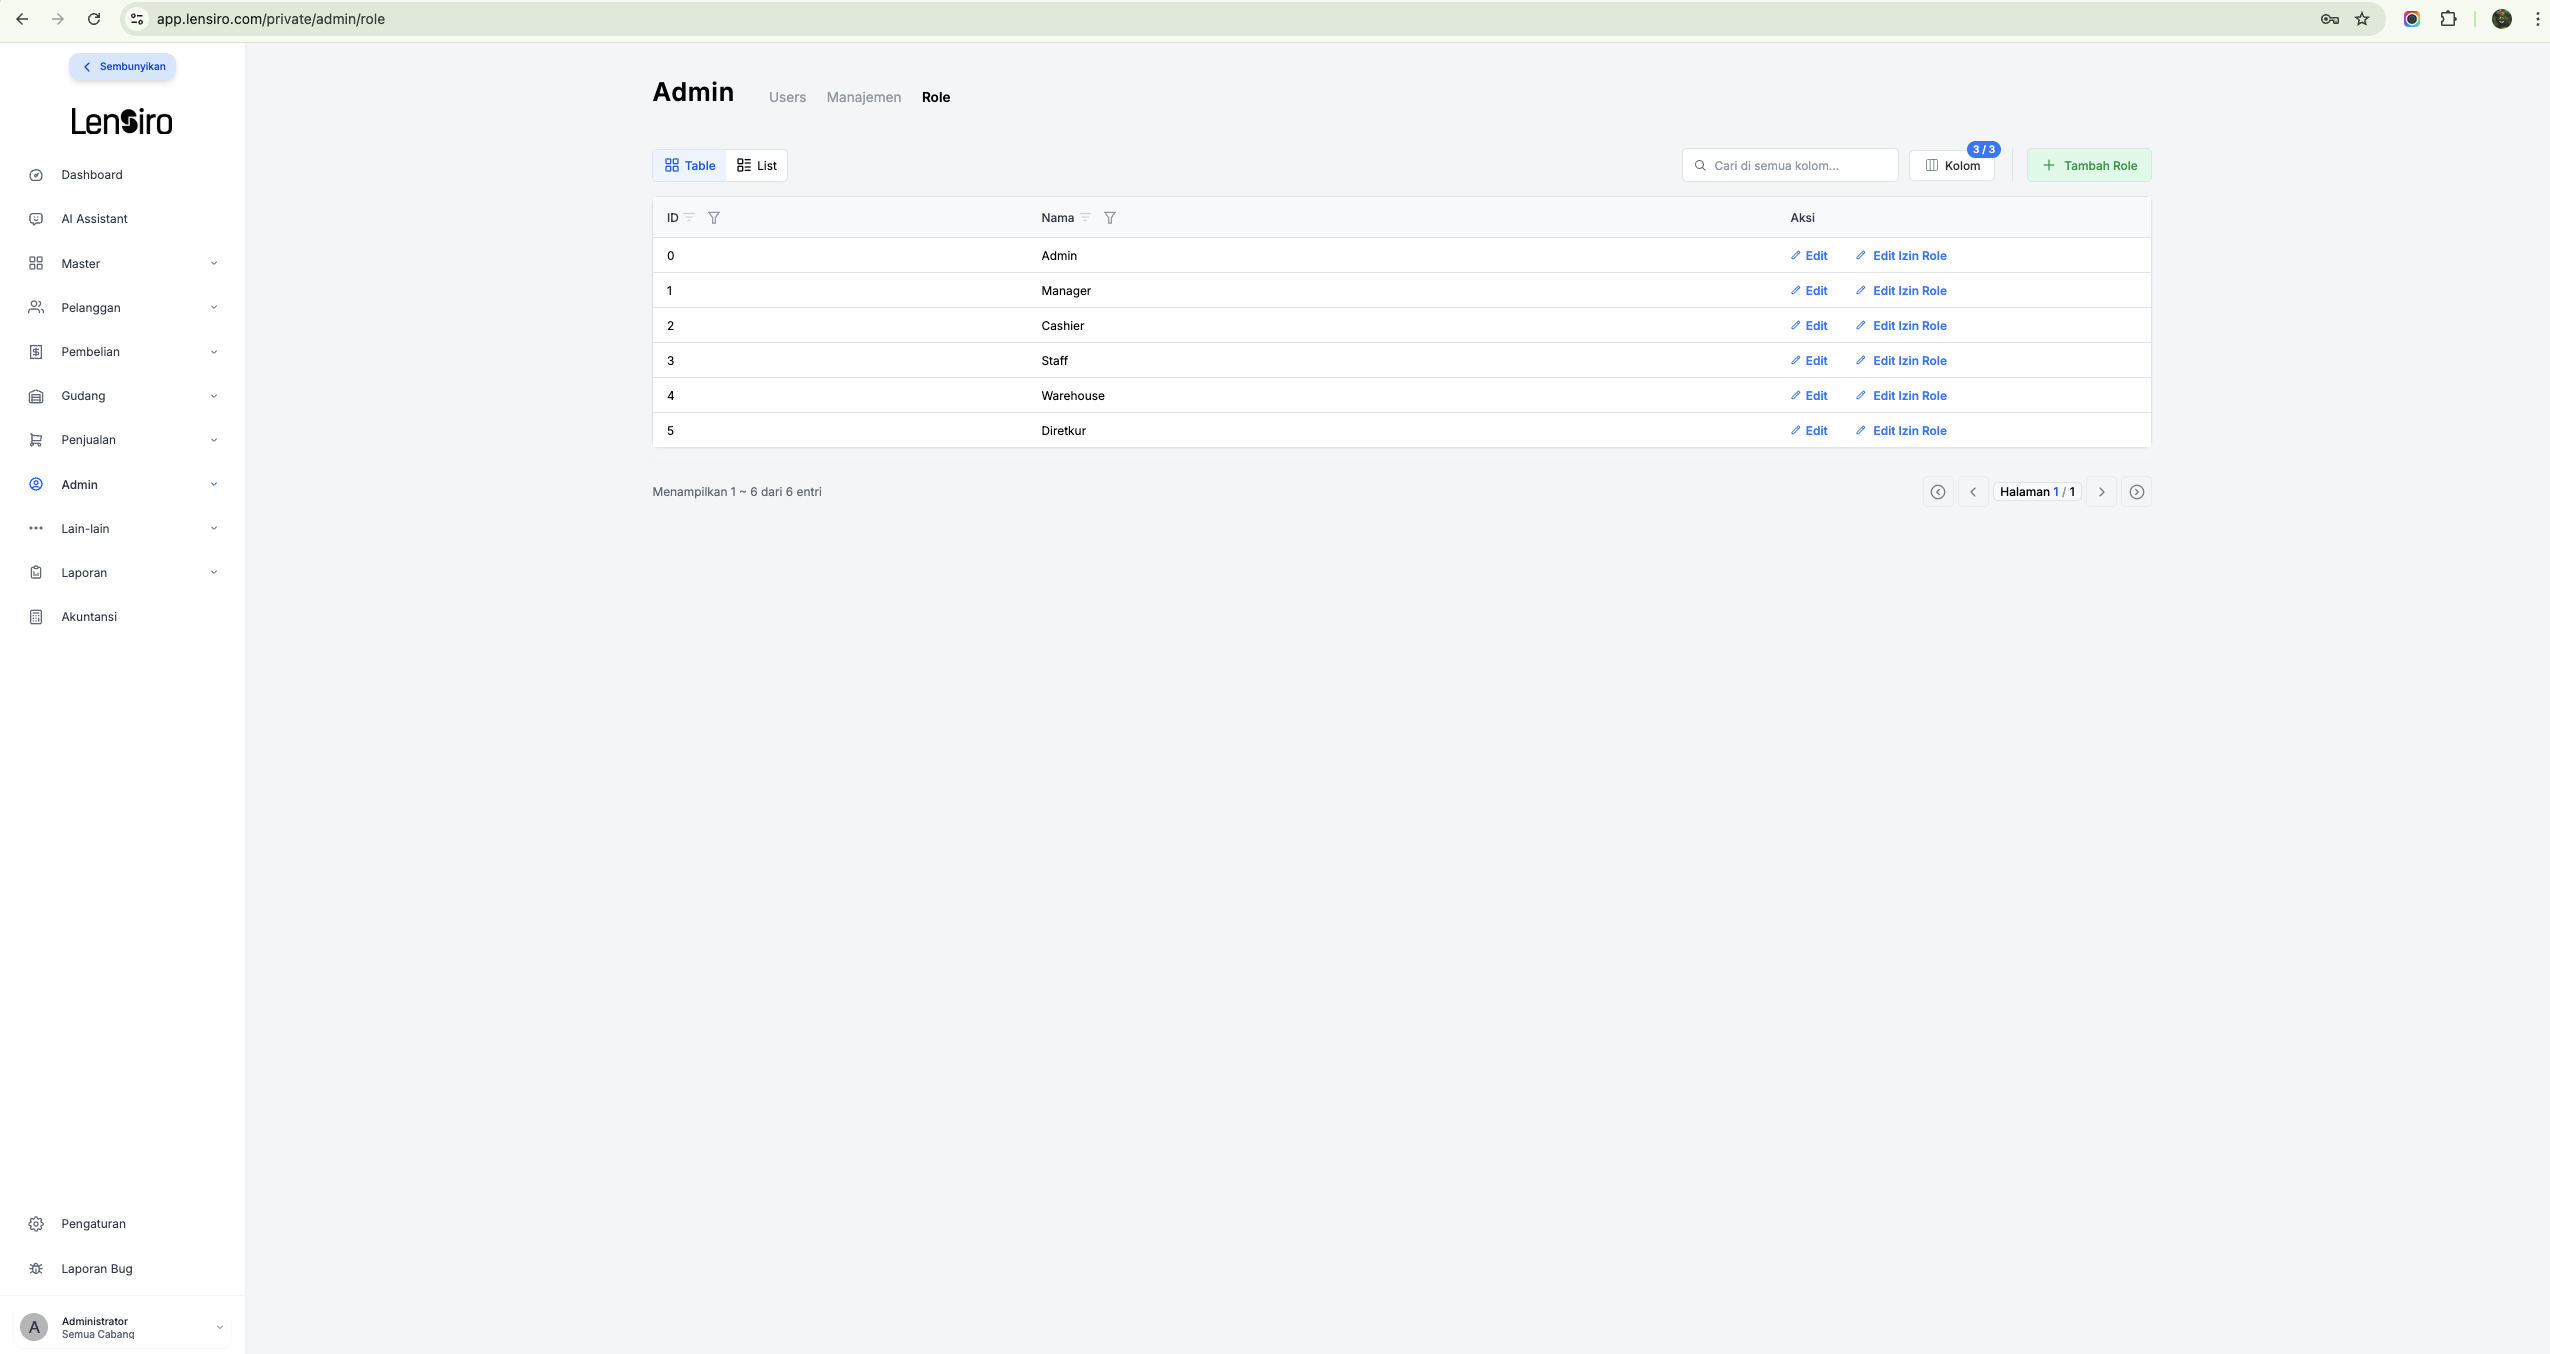 app.lensiro.com/private/admin/role
Sembunyikan
Lensiro
Dashboard
AI Assistant
Master
Pelanggan
Pembelian
Gudang
Penjualan
Admin
Lain-lain
Laporan
Akuntansi
Pengaturan
Laporan Bug
A
Administrator
Semua Cabang
Admin Users Manajemen Role
Table List
Cari di semua kolom...
Kolom
3 / 3
Tambah Role
ID Nama Aksi
0 Admin Edit Edit Izin Role
1 Manager Edit Edit Izin Role
2 Cashier Edit Edit Izin Role
3 Staff Edit Edit Izin Role
4 Warehouse Edit Edit Izin Role
5 Diretkur Edit Edit Izin Role
Menampilkan 1 ~ 6 dari 6 entri
Halaman 1 / 1